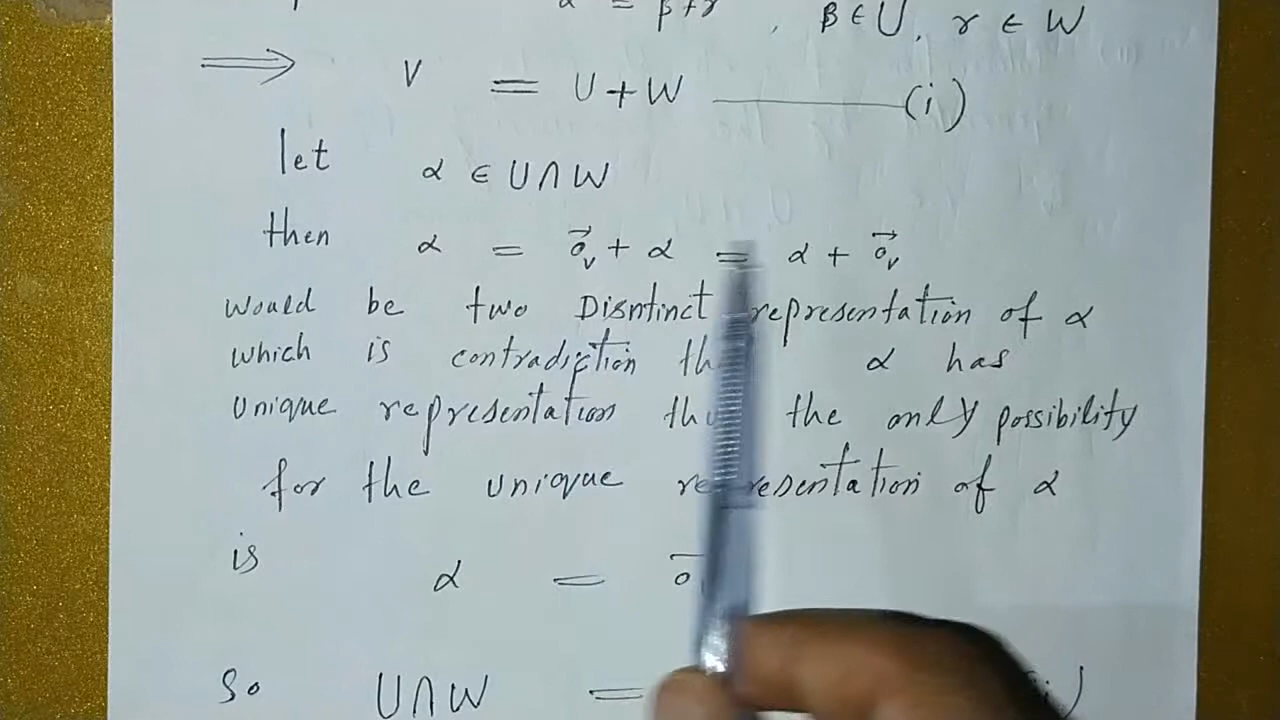 α = β+γ , β∈U, γ ∈ W
⟹ V = U+W ———(i)
let α ∈ U∩W
then α = 0⃗ᵥ + α = α + 0⃗ᵥ
would be two Disntinct representation of α
which is contradiction α has
unique representation the only possibility
for the unique representation of α
is α = 0⃗
So U∩W =